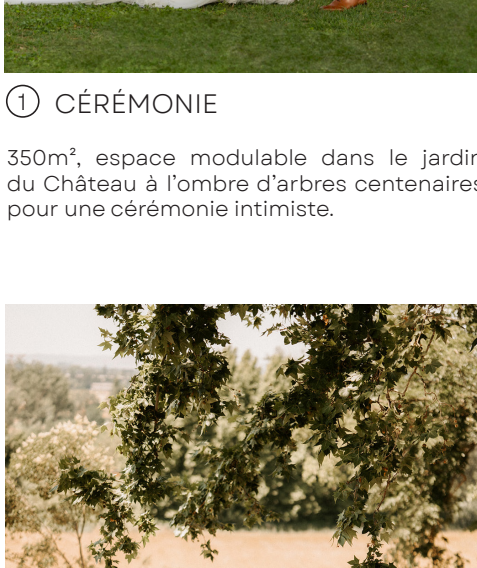 1 CÉRÉMONIE
350m², espace modulable dans le jardin
du Château à l'ombre d'arbres centenaires
pour une cérémonie intimiste.